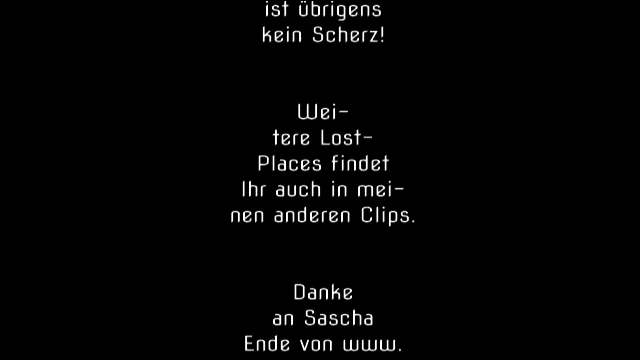 ist übrigens
kein Scherz!
Wei-
tere Lost-
Places findet
Ihr auch in mei-
nen anderen Clips.
Danke
an Sascha
Ende von www.